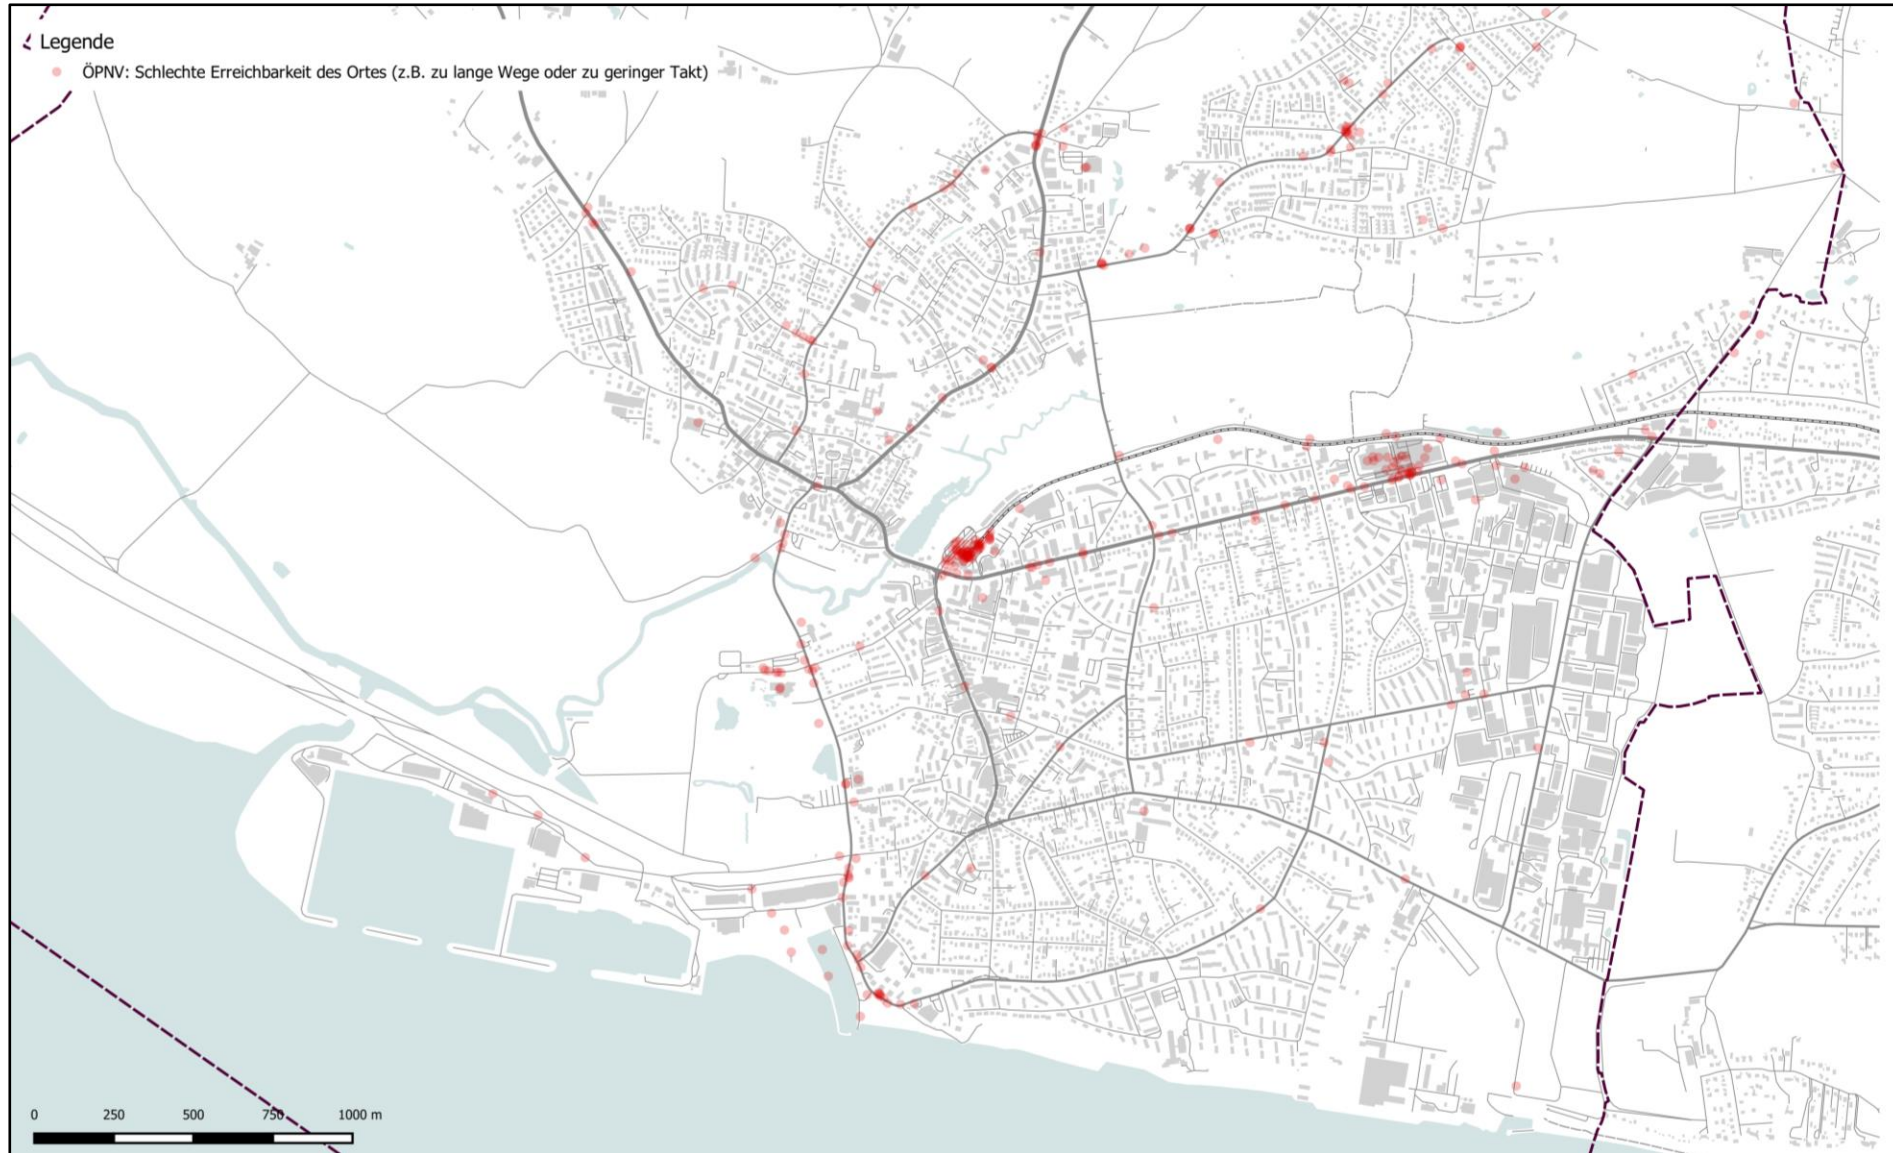 Legende
ÖPNV: Schlechte Erreichbarkeit des Ortes (z.B. zu lange Wege oder zu geringer Takt)
0 250 500 750 1000 m